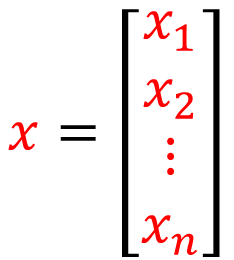 x = [x₁
x₂
⋮
xₙ]